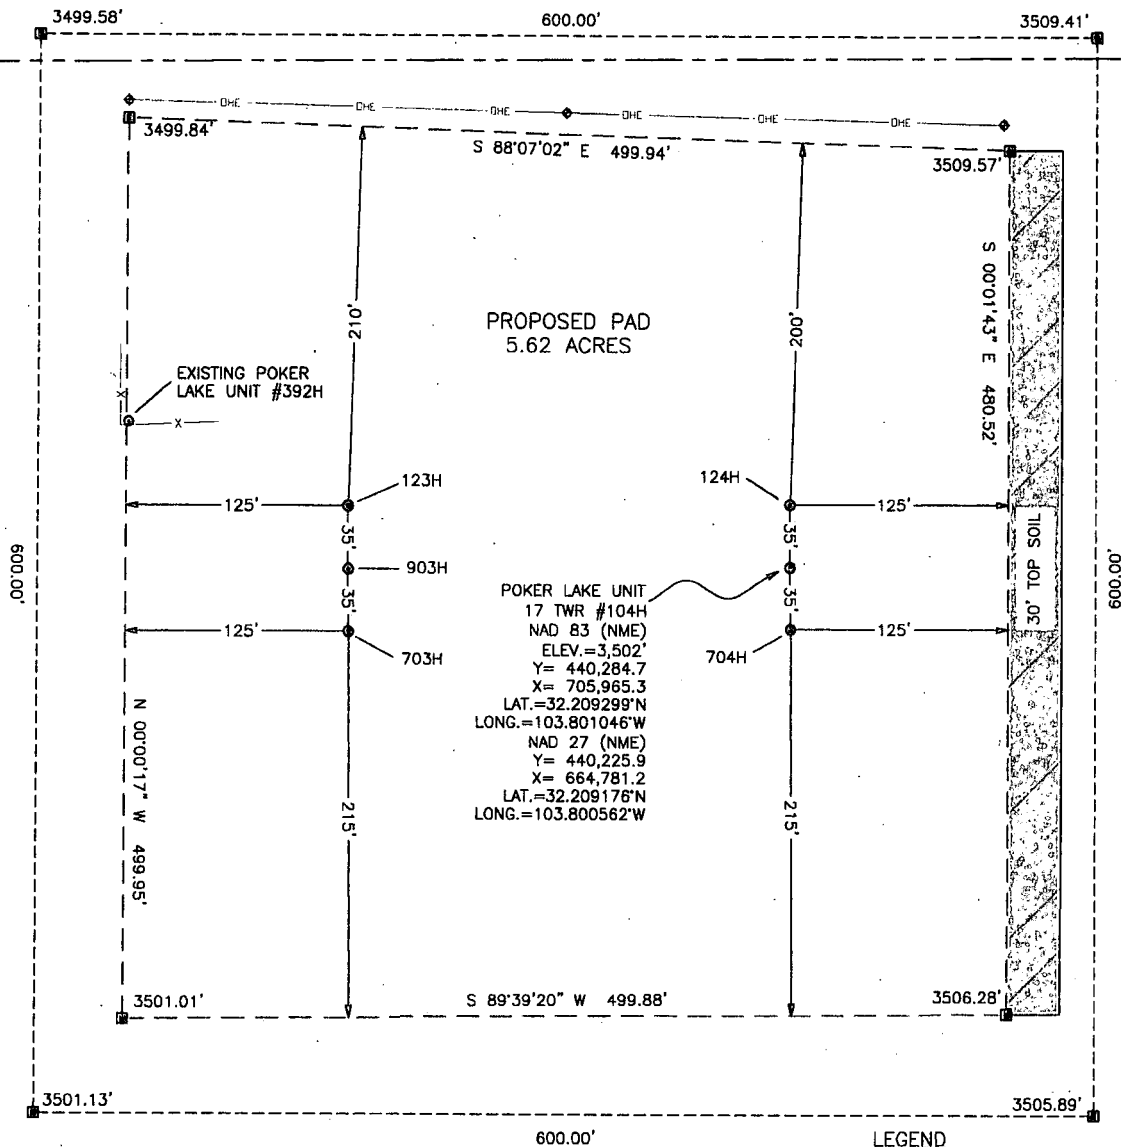 3499.58'
600.00'
3509.41'
OHE OHE OHE OHE OHE OHE
3499.84'
S 88°07'02" E 499.94'
3509.57'
S 00°01'43" E 480.52'
210'
200'
PROPOSED PAD
5.62 ACRES
EXISTING POKER
LAKE UNIT #392H
X
X
123H
124H
125'
125'
35'
35'
30' TOP SOIL
903H
600.00'
600.00'
35'
35'
POKER LAKE UNIT
17 TWR #104H
NAD 83 (NME)
ELEV.=3,502'
Y= 440,284.7
X= 705,965.3
LAT.=32.209299°N
LONG.=103.801046°W
NAD 27 (NME)
Y= 440,225.9
X= 664,781.2
LAT.=32.209176°N
LONG.=103.800562°W
125'
125'
703H
704H
N 00°00'17" W 499.95'
215'
215'
3501.01'
S 89°39'20" W 499.88'
3506.28'
3501.13'
3505.89'
600.00'
LEGEND